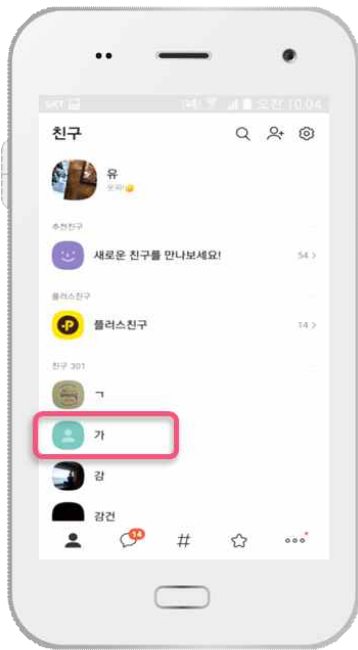 SKT 오전 10:04
친구
유
추천친구
새로운 친구를 만나보세요!
54 >
플러스친구
플러스친구
14 >
친구 301
ㄱ
가
감
감건
14
#